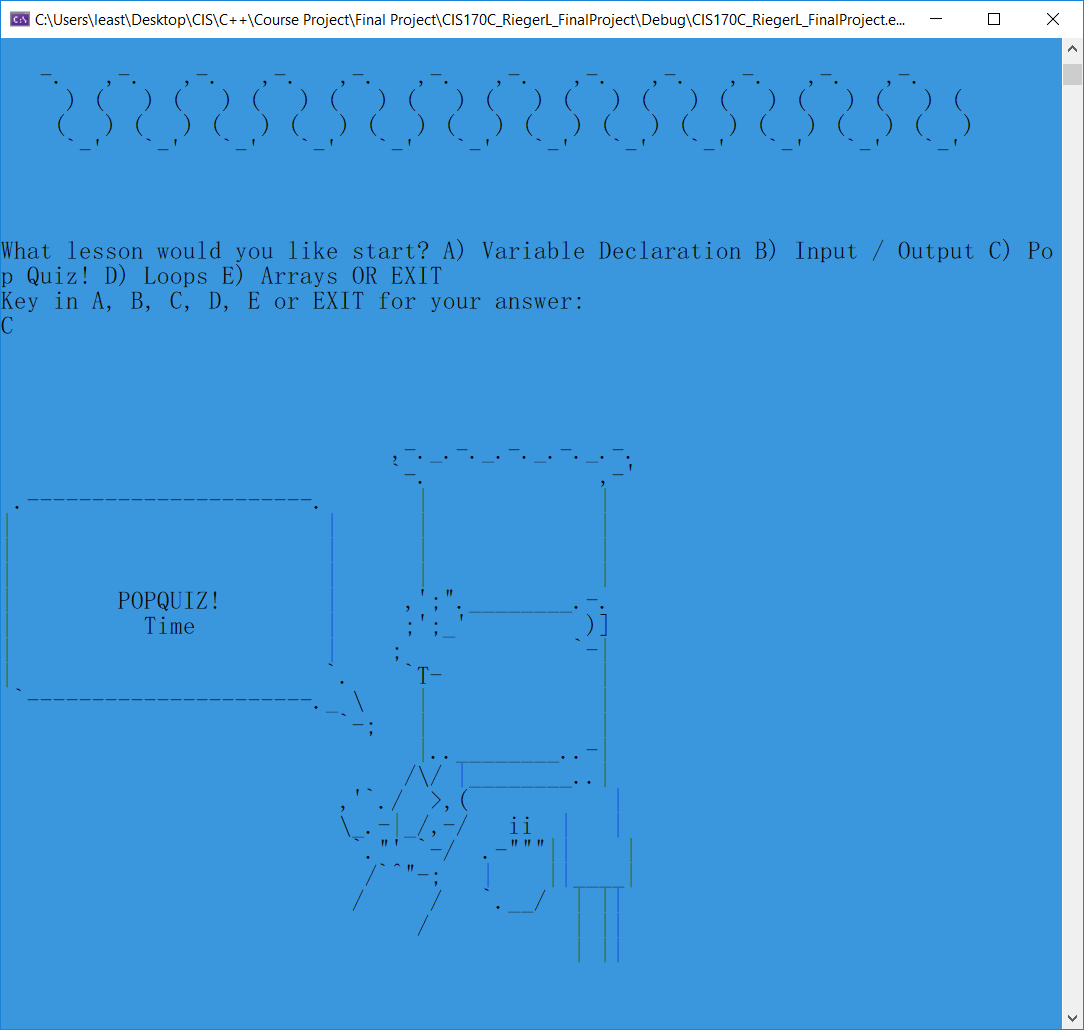 C:\Users\least\Desktop\CIS\C++\Course Project\Final Project\CIS170C_RiegerL_FinalProject\Debug\CIS170C_RiegerL_FinalProject.e...
What lesson would you like start? A) Variable Declaration B) Input / Output C) Po
p Quiz! D) Loops E) Arrays OR EXIT
Key in A, B, C, D, E or EXIT for your answer:
C
POPQUIZ!
Time